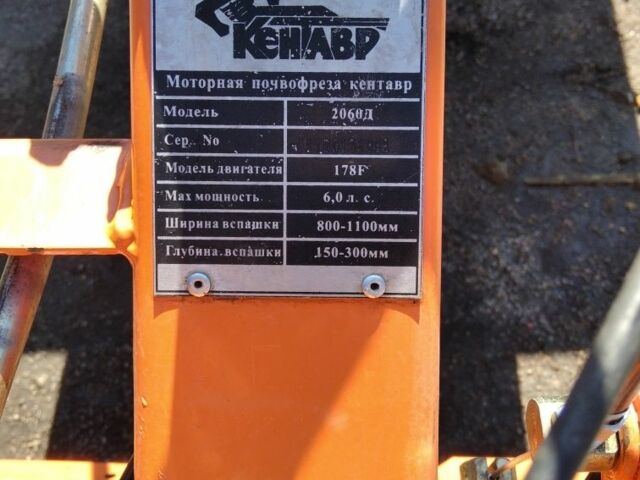 КЕНТАВР
Моторная почвофреза кентавр
Модель 2060Д
Сер. No
Модель двигателя 178F
Мах мощность 6,0 л. с.
Ширина вспашки 800-1100мм
Глубина.вспашки 150-300мм